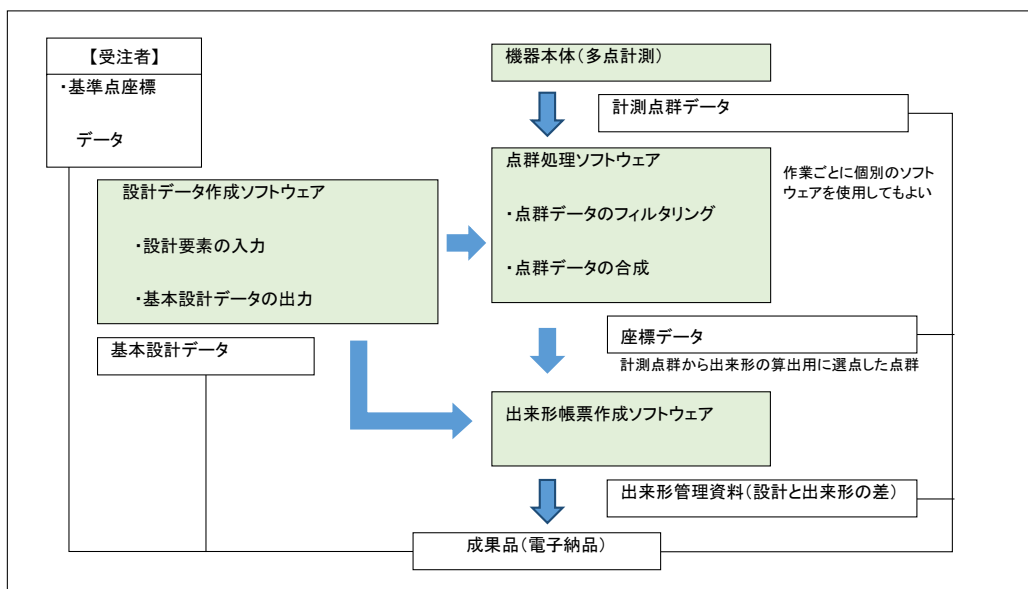 【受注者】
・基準点座標
データ
機器本体(多点計測)
計測点群データ
点群処理ソフトウェア
・点群データのフィルタリング
・点群データの合成
作業ごとに個別のソフト
ウェアを使用してもよい
設計データ作成ソフトウェア
・設計要素の入力
・基本設計データの出力
基本設計データ
座標データ
計測点群から出来形の算出用に選点した点群
出来形帳票作成ソフトウェア
出来形管理資料(設計と出来形の差)
成果品(電子納品)